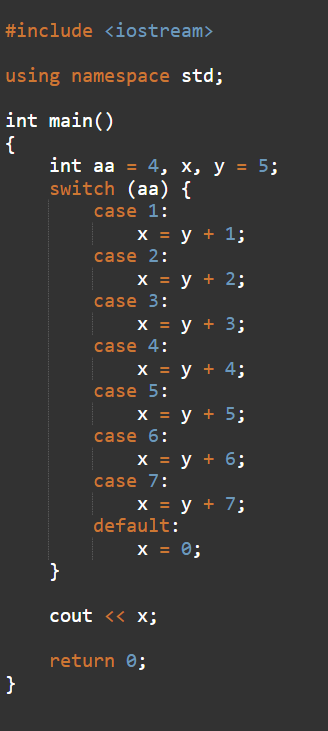 #include <iostream>
using namespace std;
int main()
{
int aa = 4, x, y = 5;
switch (aa) {
case 1:
x = y + 1;
case 2:
x = y + 2;
case 3:
x = y + 3;
case 4:
x = y + 4;
case 5:
x = y + 5;
case 6:
x = y + 6;
case 7:
x = y + 7;
default:
x = 0;
}
cout << x;
return 0;
}